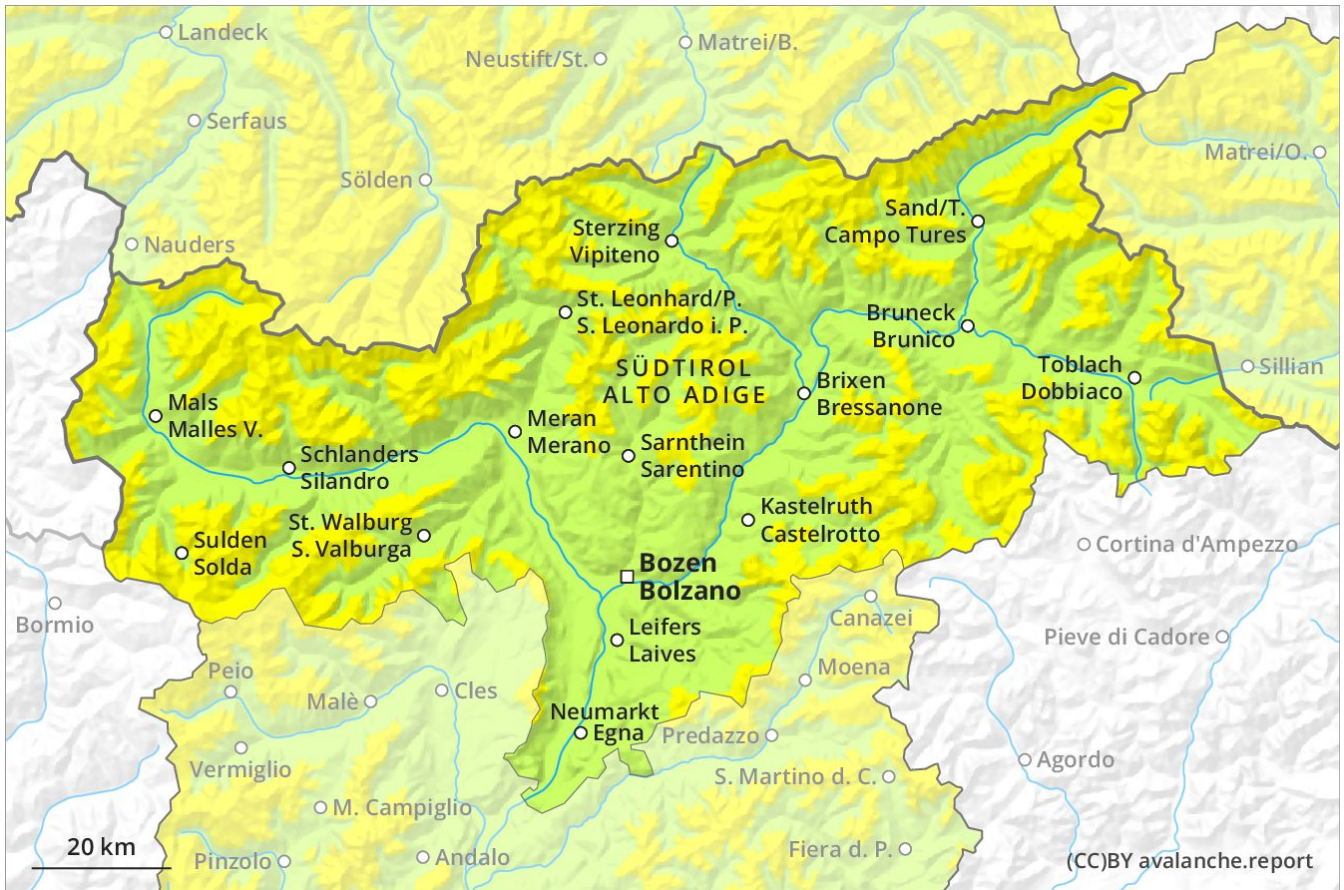 Landeck
Matrei/B.
Neustift/St.
Serfaus
Matrei/O.
Sölden
Sand/T.
Campo Tures
Nauders
Sterzing
Vipiteno
St. Leonhard/P.
S. Leonardo i. P.
Bruneck
Brunico
SÜDTIROL
ALTO ADIGE
Toblach
Dobbiaco
Sillian
Brixen
Bressanone
Mals
Malles V.
Meran
Merano
Sarnthein
Sarentino
Schlanders
Silandro
Kastelruth
Castelrotto
St. Walburg
S. Valburga
Sulden
Solda
Cortina d'Ampezzo
Bozen
Bolzano
Bormio
Canazei
Leifers
Laives
Pieve di Cadore
Peio
Moena
Malè
Cles
Neumarkt
Egna
Predazzo
Vermiglio
Agordo
S. Martino d. C.
M. Campiglio
20 km
Pinzolo
Andalo
Fiera d. P.
(CC)BY avalanche.report